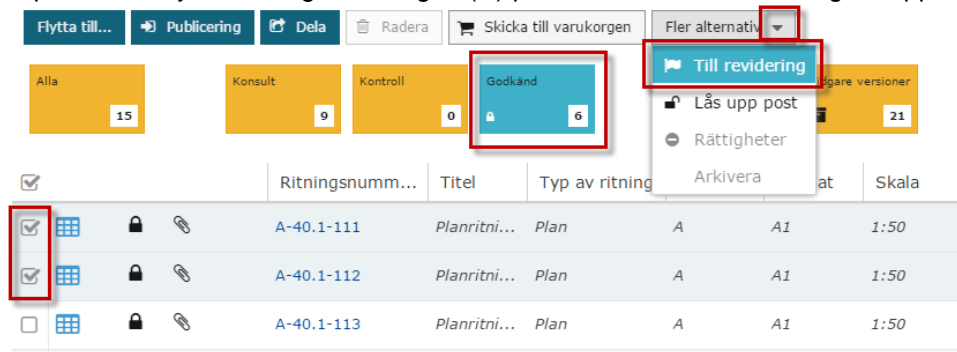 Flytta till... Publicering Dela Radera Skicka till varukorgen Fler alternativ
Till revidering
Lås upp post
Rättigheter
Arkivera
Alla 15
Konsult 9
Kontroll 0
Godkänd 6
versioner 21
Ritningsnumm... Titel Typ av ritning Skala
A-40.1-111 Planritni... Plan A A1 1:50
A-40.1-112 Planritni... Plan A A1 1:50
A-40.1-113 Planritni... Plan A A1 1:50